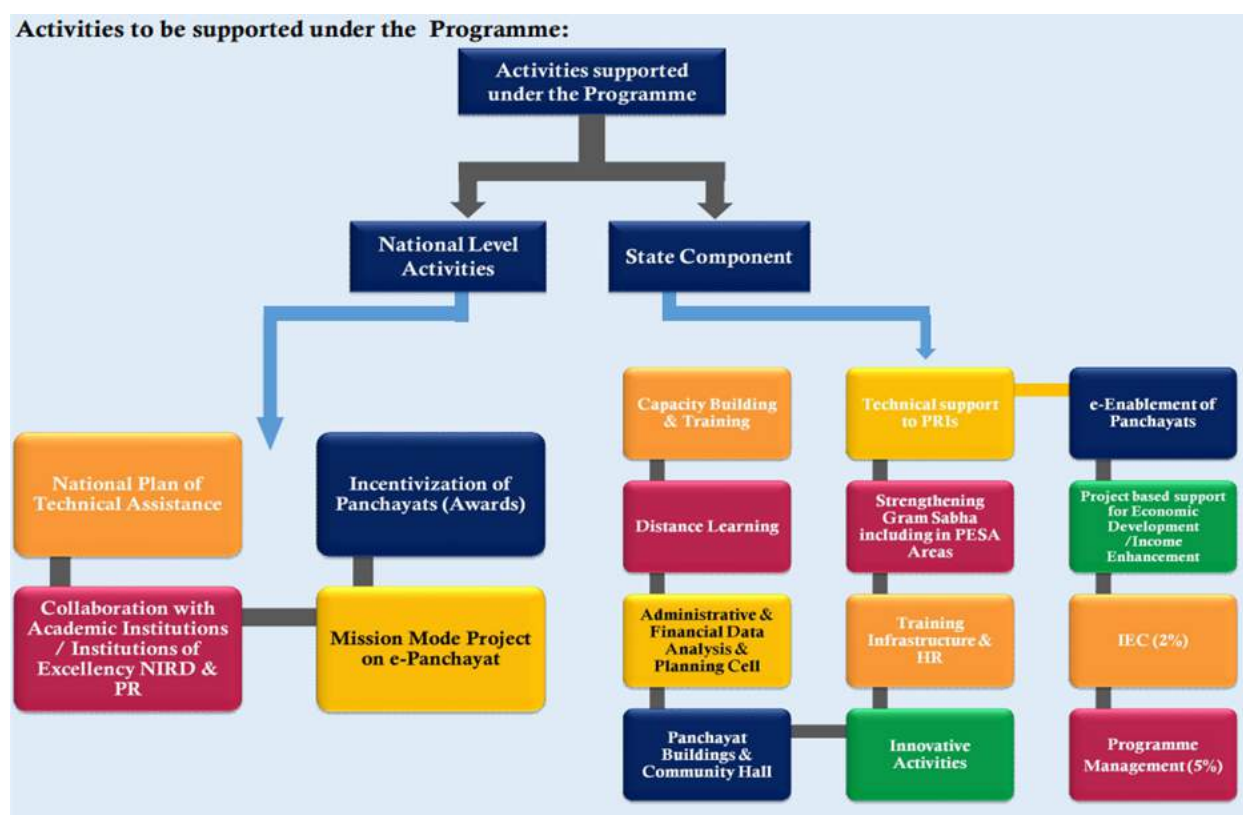 Activities to be supported under the  Programme:
Activities supported
under the Programme
National Level
Activities
State Component
National Plan of
Technical Assistance
Incentivization of
Panchayats (Awards)
Collaboration with
Academic Institutions
/ Institutions of
Excellency NIRD &
PR
Mission Mode Project
on e-Panchayat
Capacity Building
& Training
Distance Learning
Administrative &
Financial Data
Analysis &
Planning Cell
Panchayat
Buildings &
Community Hall
Technical support
to PRIs
Strengthening
Gram Sabha
including in PESA
Areas
Training
Infrastructure &
HR
Innovative
Activities
e-Enablement of
Panchayats
Project based support
for Economic
Development
/Income
Enhancement
IEC (2%)
Programme
Management (5%)